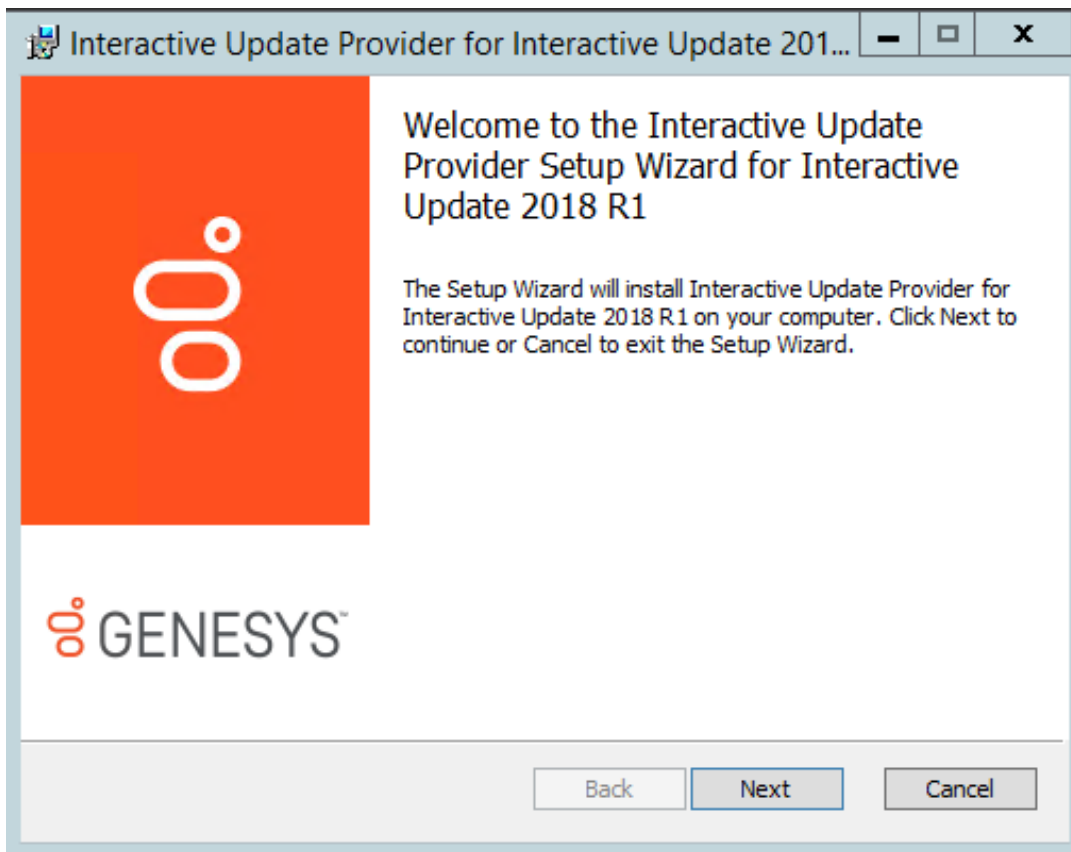 Interactive Update Provider for Interactive Update 201...
Welcome to the Interactive Update
Provider Setup Wizard for Interactive
Update 2018 R1
The Setup Wizard will install Interactive Update Provider for
Interactive Update 2018 R1 on your computer. Click Next to
continue or Cancel to exit the Setup Wizard.
GENESYS™
Back
Next
Cancel